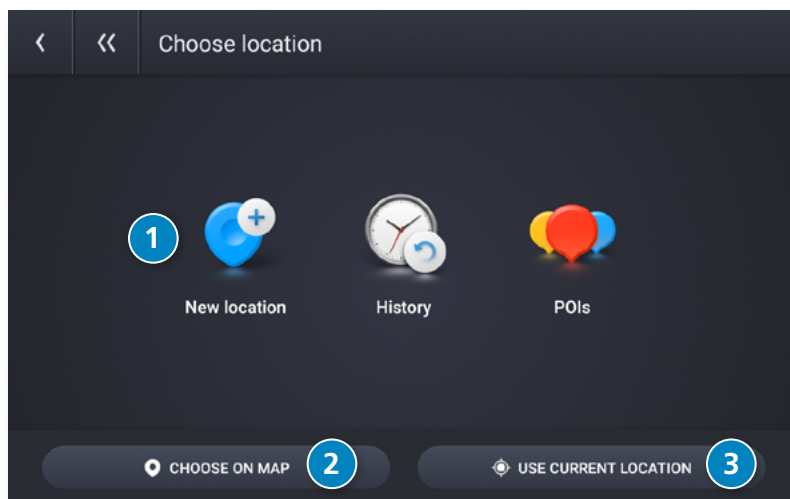 Choose location
1
New location
History
POIs
CHOOSE ON MAP
2
USE CURRENT LOCATION
3